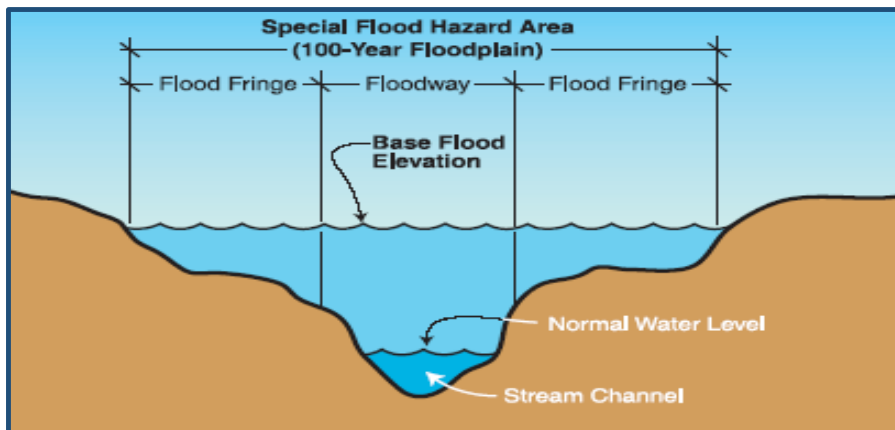 Special Flood Hazard Area
(100-Year Floodplain)
Flood Fringe
Floodway
Flood Fringe
Base Flood
Elevation
Normal Water Level
Stream Channel